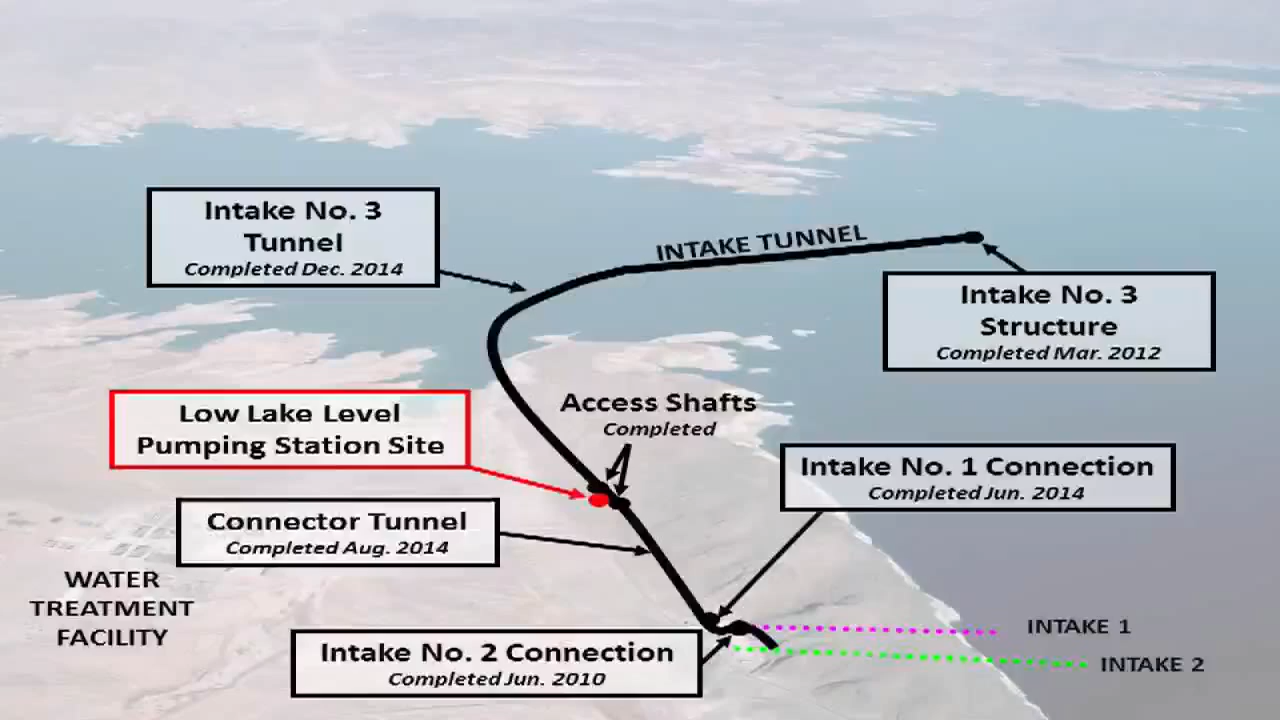 Intake No. 3
Tunnel
Completed Dec. 2014
INTAKE TUNNEL
Intake No. 3
Structure
Completed Mar. 2012
Low Lake Level
Pumping Station Site
Access Shafts
Completed
Intake No. 1 Connection
Completed Jun. 2014
Connector Tunnel
Completed Aug. 2014
WATER
TREATMENT
FACILITY
INTAKE 1
Intake No. 2 Connection
Completed Jun. 2010
INTAKE 2